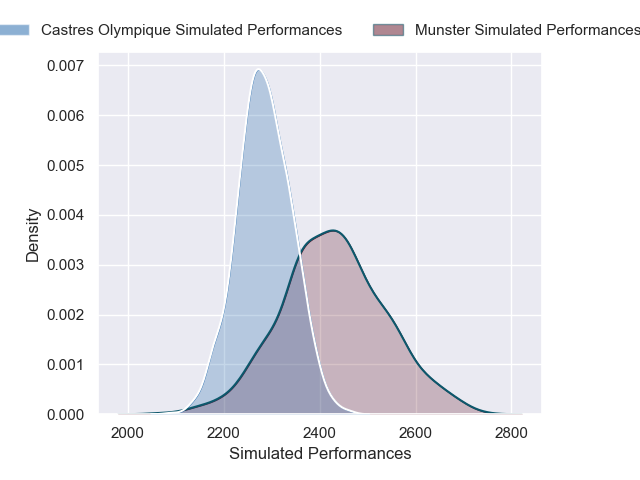 Castres Olympique Simulated Performances
Munster Simulated Performances
0.007
0.006
0.005
0.004
0.003
0.002
0.001
0.000
Density
2000 2200 2400 2600 2800
Simulated Performances